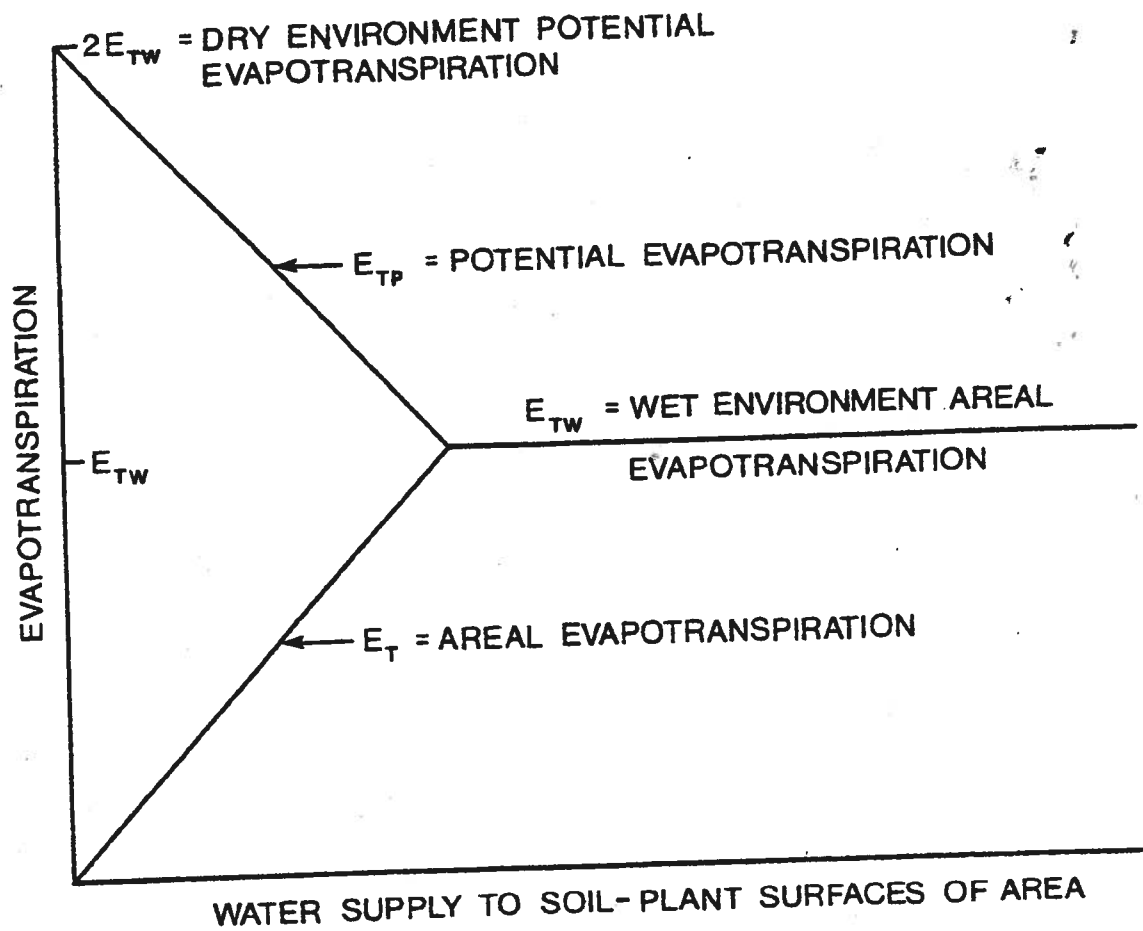 2E_TW = DRY ENVIRONMENT POTENTIAL
EVAPOTRANSPIRATION
E_TP = POTENTIAL EVAPOTRANSPIRATION
E_TW = WET ENVIRONMENT AREAL
EVAPOTRANSPIRATION
E_TW
EVAPOTRANSPIRATION
E_T = AREAL EVAPOTRANSPIRATION
WATER SUPPLY TO SOIL-PLANT SURFACES OF AREA